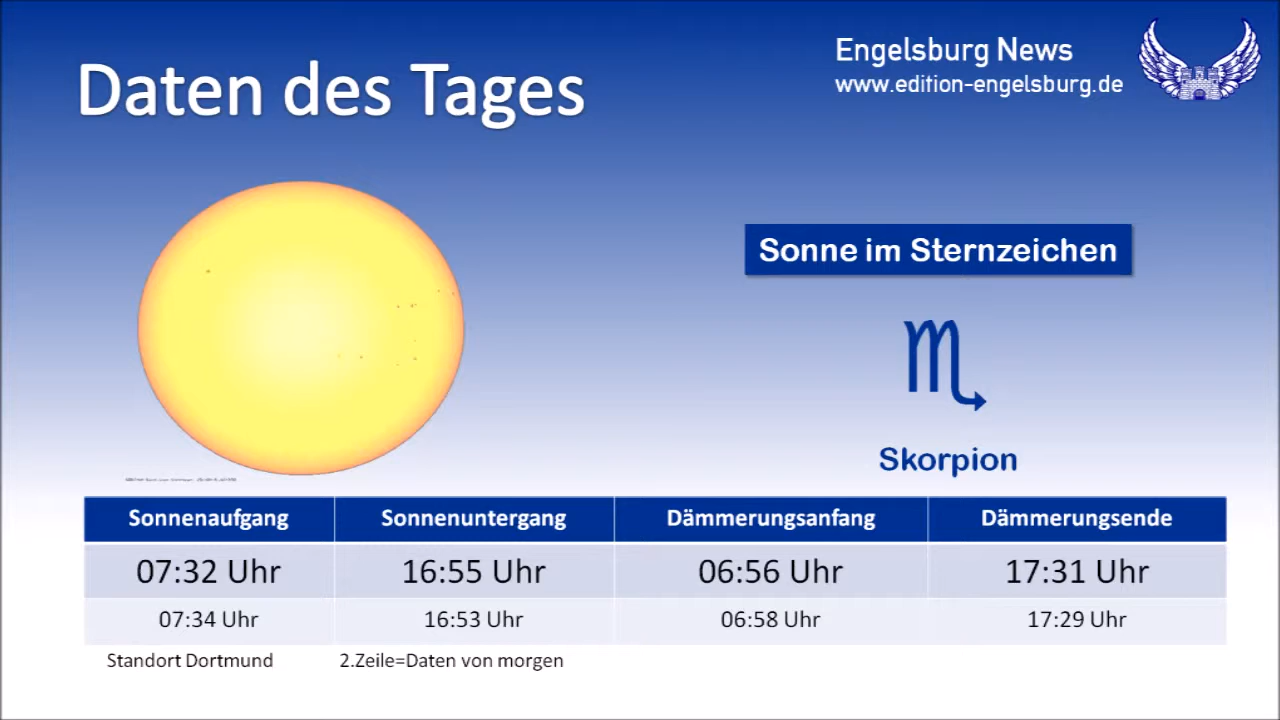 Daten des Tages
Engelsburg News
www.edition-engelsburg.de
Sonne im Sternzeichen
Skorpion
Sonnenaufgang Sonnenuntergang Dämmerungsanfang Dämmerungsende
07:32 Uhr 16:55 Uhr 06:56 Uhr 17:31 Uhr
07:34 Uhr 16:53 Uhr 06:58 Uhr 17:29 Uhr
Standort Dortmund 2.Zeile=Daten von morgen